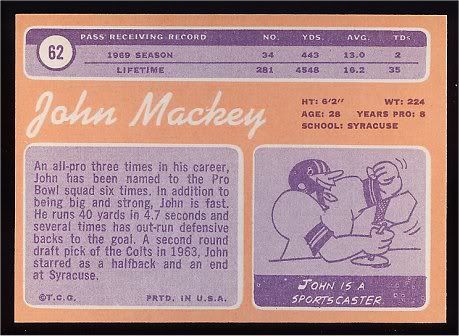 62
PASS RECEIVING RECORD NO. YDS. AVG. TDs
1969 SEASON 34 443 13.0 2
LIFETIME 281 4548 16.2 35
John Mackey
HT: 6'2" WT: 224
AGE: 28 YEARS PRO: 8
SCHOOL: SYRACUSE
An all-pro three times in his career,
John has been named to the Pro
Bowl squad six times. In addition to
being big and strong, John is fast.
He runs 40 yards in 4.7 seconds and
several times has out-run defensive
backs to the goal. A second round
draft pick of the Colts in 1963, John
starred as a halfback and an end
at Syracuse.
©T.C.G. PRTD. IN U.S.A.
JOHN IS A
SPORTSCASTER